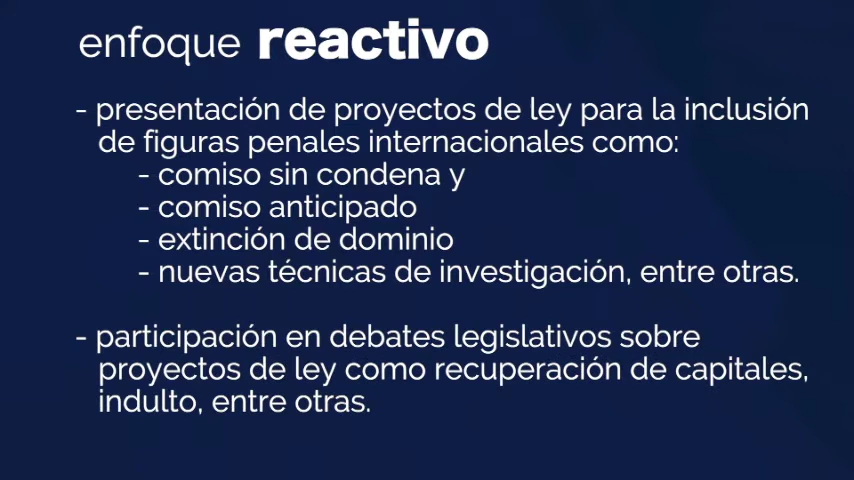 enfoque reactivo
- presentación de proyectos de ley para la inclusión
de figuras penales internacionales como:
- comiso sin condena y
- comiso anticipado
- extinción de dominio
- nuevas técnicas de investigación, entre otras.
- participación en debates legislativos sobre
proyectos de ley como recuperación de capitales,
indulto, entre otras.